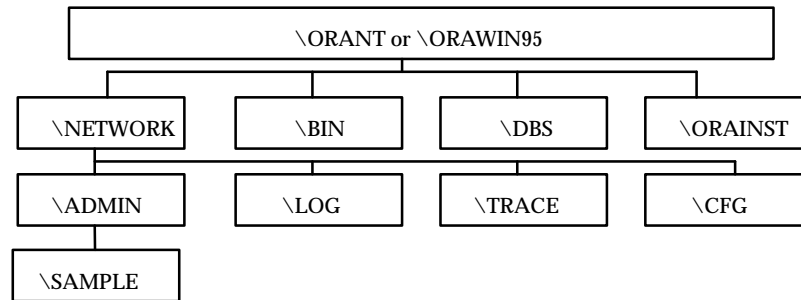 \ORANT or \ORAWIN95
\NETWORK
\BIN
\DBS
\ORAINST
\ADMIN
\LOG
\TRACE
\CFG
\SAMPLE